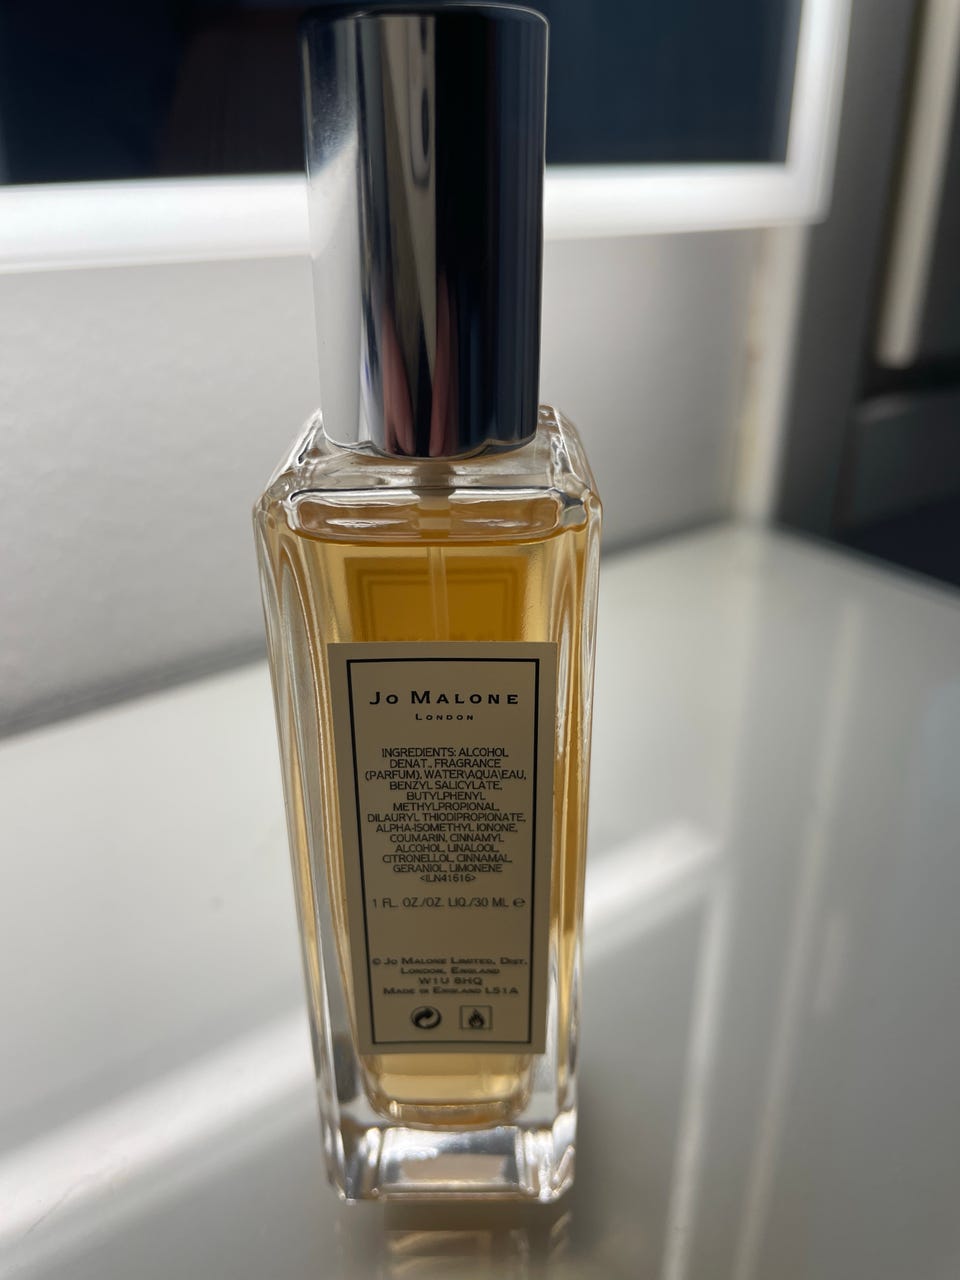 Jo Malone
London
INGREDIENTS: ALCOHOL
DENAT., FRAGRANCE
(PARFUM), WATER\AQUA\EAU,
BENZYL SALICYLATE,
BUTYLPHENYL
METHYLPROPIONAL,
DILAURYL THIODIPROPIONATE,
ALPHA-ISOMETHYL IONONE,
COUMARIN, CINNAMYL
ALCOHOL, LINALOOL,
CITRONELLOL, CINNAMAL,
GERANIOL, LIMONENE
<ILN41616>
1 FL. OZ./OZ. LIQ./30 ML ℮
© Jo Malone Limited, Dist.
London, England
W1U 8HQ
Made in England L51A